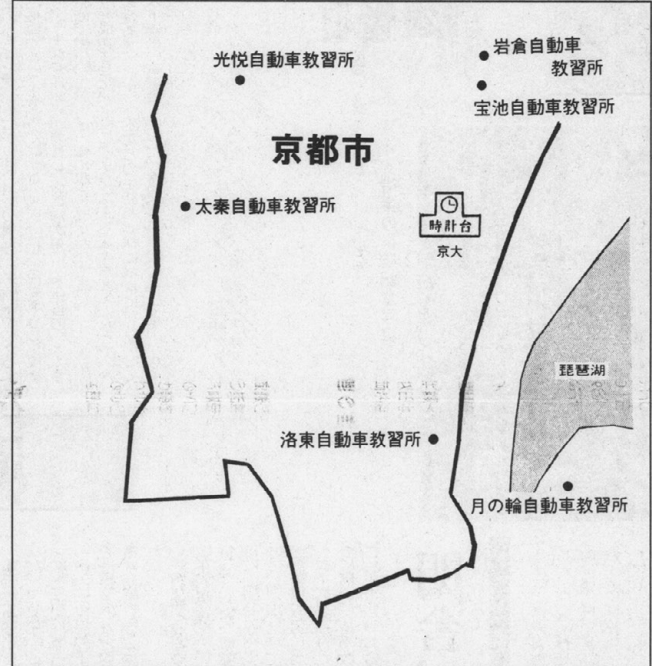 光悦自動車教習所
岩倉自動車
教習所
宝池自動車教習所
京都市
太秦自動車教習所
時計台
京大
琵琶湖
洛東自動車教習所
月の輪自動車教習所